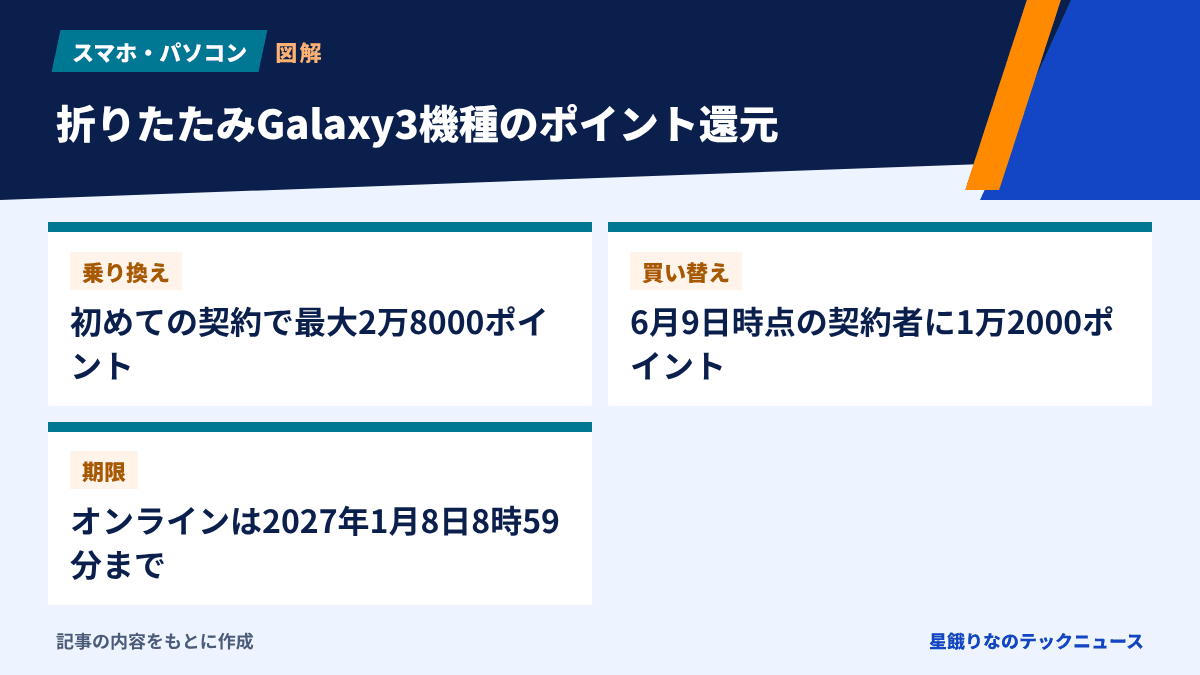 スマホ・パソコン 図解
折りたたみGalaxy3機種のポイント還元
乗り換え
初めての契約で最大2万8000ポイ
ント
買い替え
6月9日時点の契約者に1万2000ポ
イント
期限
オンラインは2027年1月8日8時59
分まで
記事の内容をもとに作成
星餓りなのテックニュース